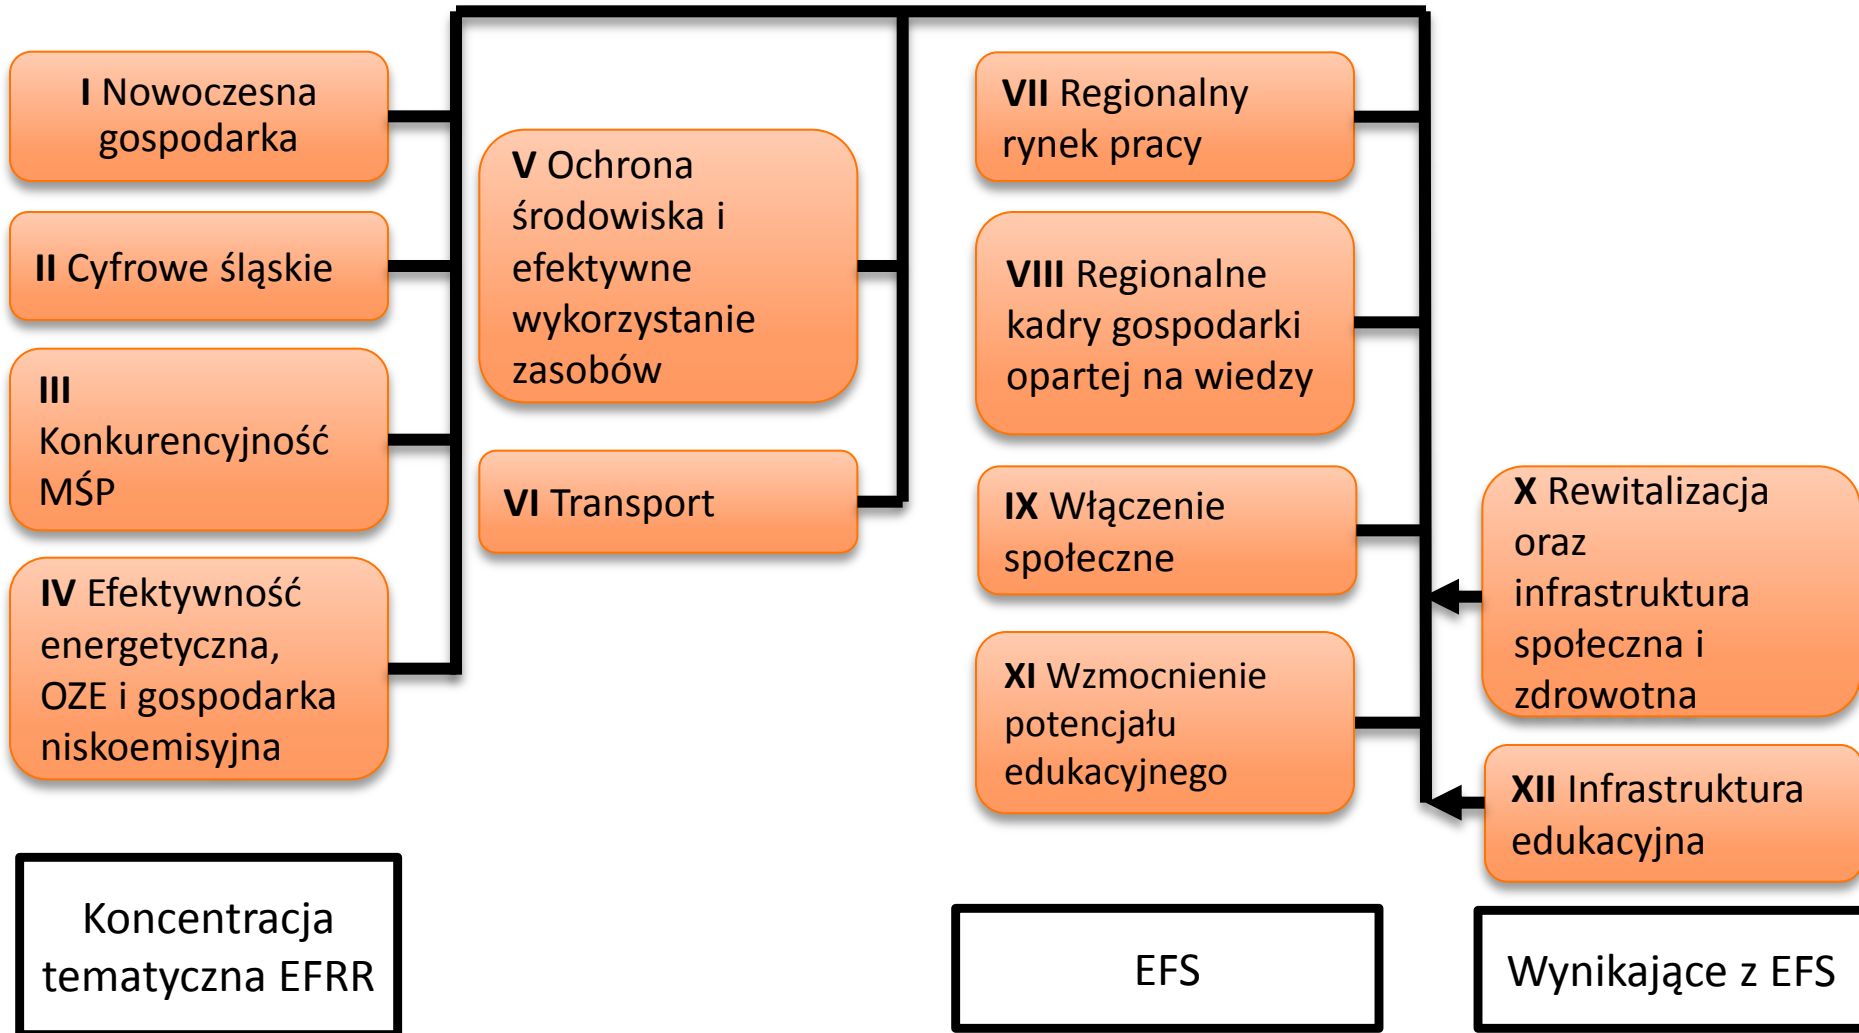 I Nowoczesna
gospodarka
II Cyfrowe śląskie
III
Konkurencyjność
MŚP
IV Efektywność
energetyczna,
OZE i gospodarka
niskoemisyjna
V Ochrona
środowiska i
efektywne
wykorzystanie
zasobów
VI Transport
VII Regionalny
rynek pracy
VIII Regionalne
kadry gospodarki
opartej na wiedzy
IX Włączenie
społeczne
XI Wzmocnienie
potencjału
edukacyjnego
X Rewitalizacja
oraz
infrastruktura
społeczna i
zdrowotna
XII Infrastruktura
edukacyjna
Koncentracja
tematyczna EFRR
EFS
Wynikające z EFS